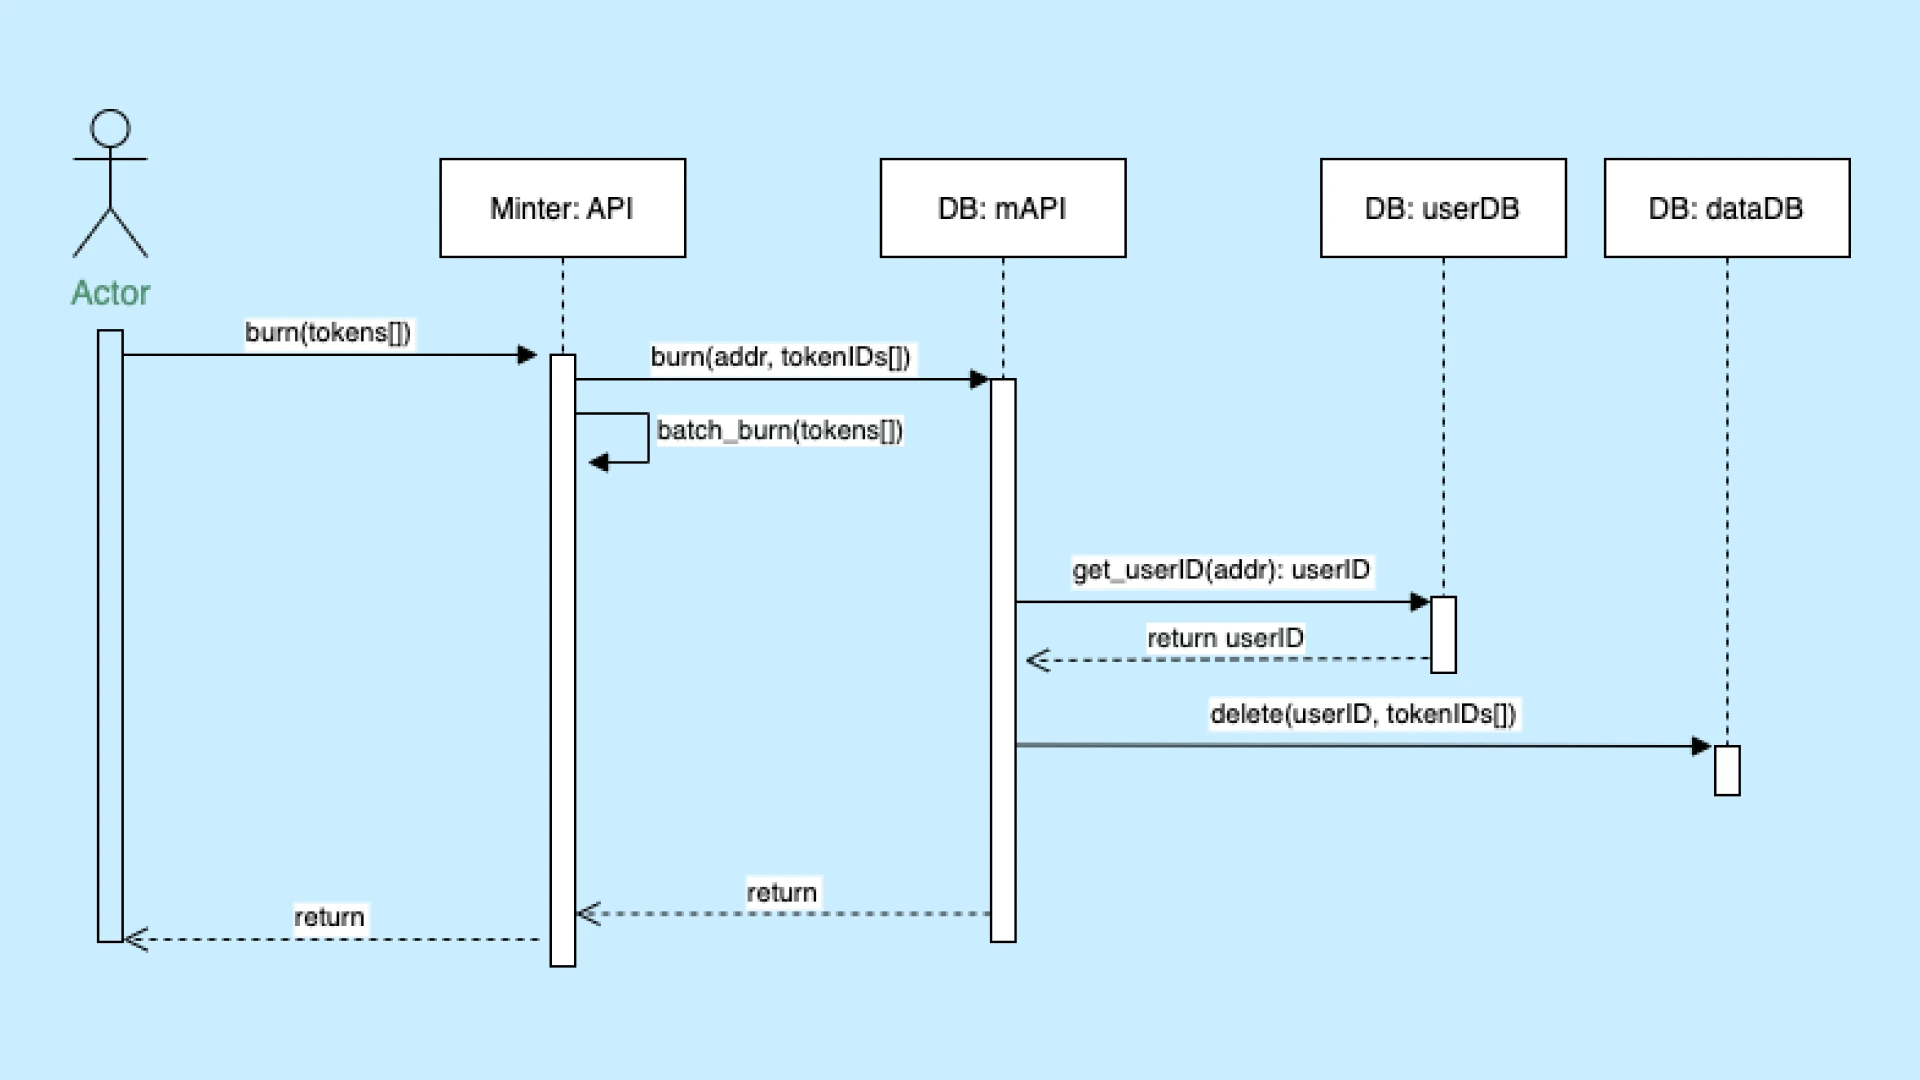 Minter: API
DB: mAPI
DB: userDB
DB: dataDB
Actor
burn(tokens[])
burn(addr, tokenIDs[])
batch_burn(tokens[])
get_userID(addr): userID
return userID
delete(userID, tokenIDs[])
return
return